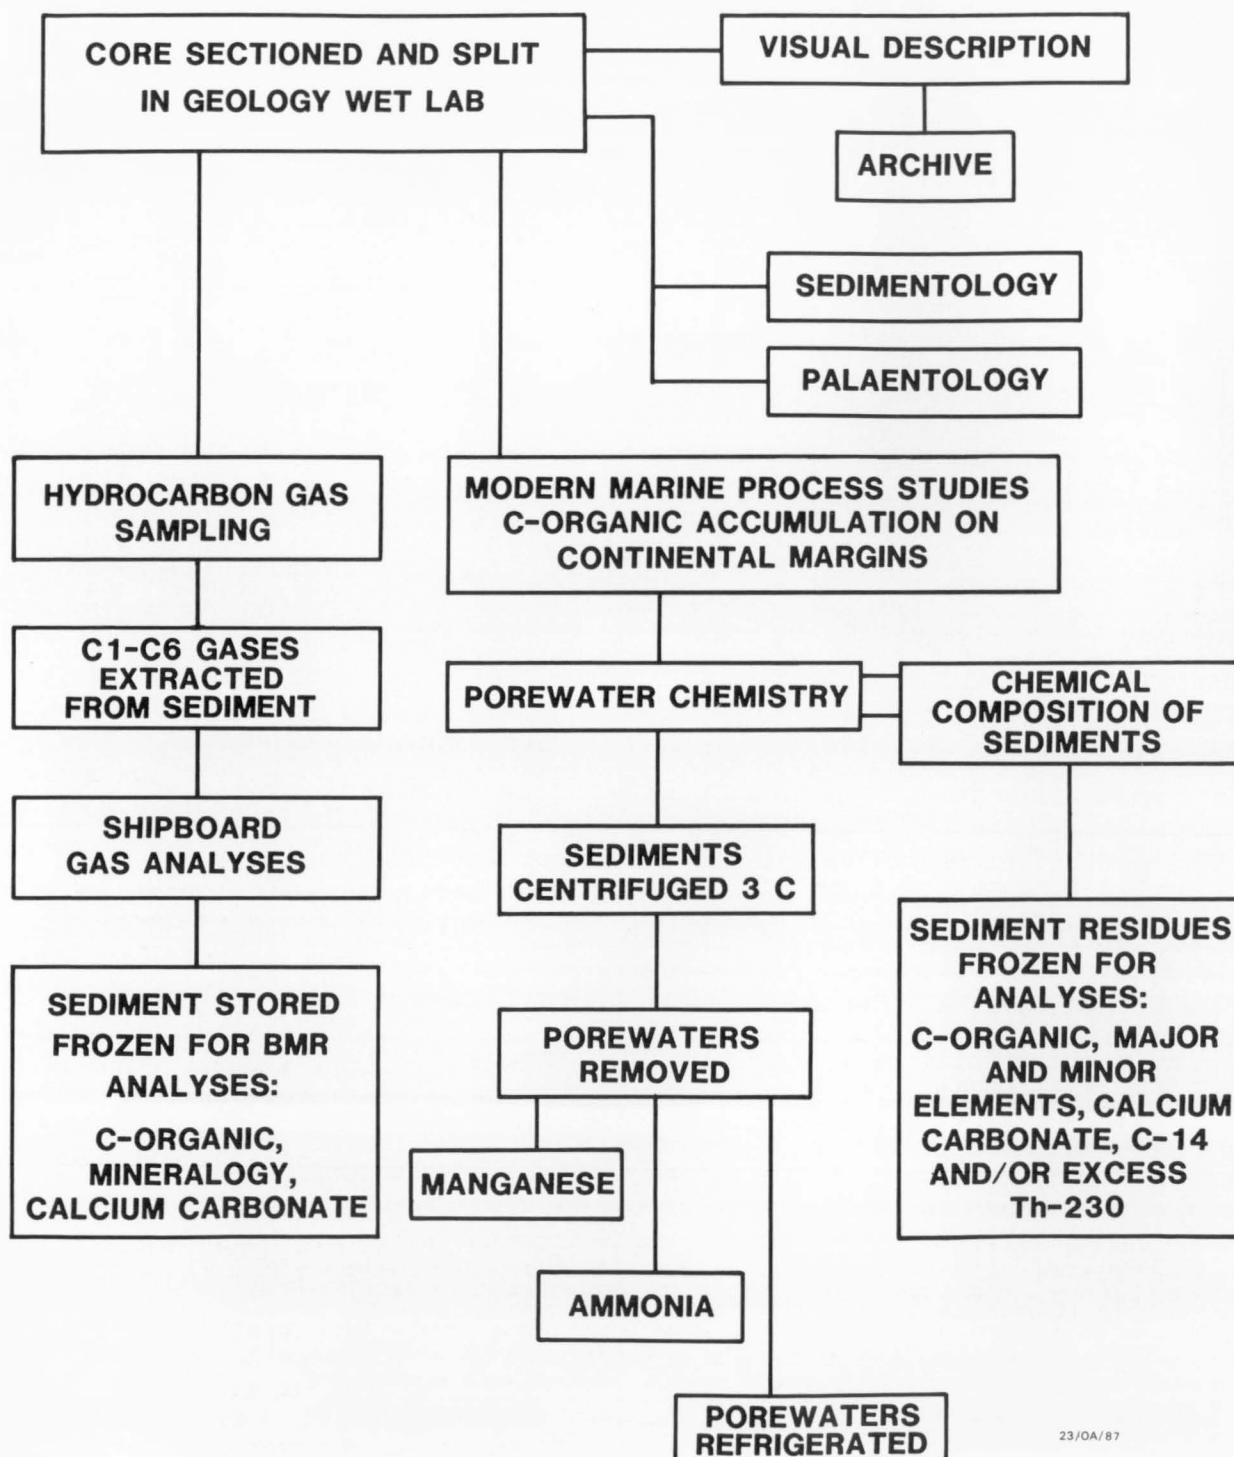 CORE SECTIONED AND SPLIT
IN GEOLOGY WET LAB
VISUAL DESCRIPTION
ARCHIVE
SEDIMENTOLOGY
PALAENTOLOGY
HYDROCARBON GAS
SAMPLING
MODERN MARINE PROCESS STUDIES
C-ORGANIC ACCUMULATION ON
CONTINENTAL MARGINS
C1-C6 GASES
EXTRACTED
FROM SEDIMENT
POREWATER CHEMISTRY
CHEMICAL
COMPOSITION OF
SEDIMENTS
SHIPBOARD
GAS ANALYSES
SEDIMENTS
CENTRIFUGED 3 C
SEDIMENT STORED
FROZEN FOR BMR
ANALYSES:
C-ORGANIC,
MINERALOGY,
CALCIUM CARBONATE
POREWATERS
REMOVED
SEDIMENT RESIDUES
FROZEN FOR
ANALYSES:
C-ORGANIC, MAJOR
AND MINOR
ELEMENTS, CALCIUM
CARBONATE, C-14
AND/OR EXCESS
Th-230
MANGANESE
AMMONIA
POREWATERS
REFRIGERATED
23/OA/87